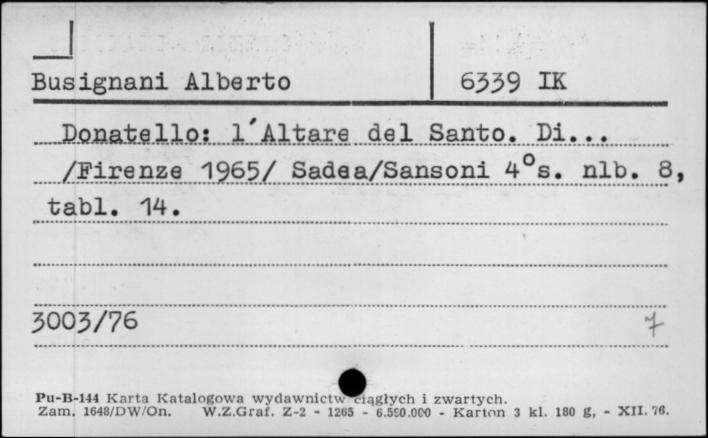 Busignani Alberto 6339 IK
Donatello: l'Altare del Santo. Di...
/Firenze 1965/ Sadea/Sansoni 4°s. nlb. 8,
tabl. 14.
3003/76 7
Pu-B-144 Karta Katalogowa wydawnictw ciągłych i zwartych.
Zam. 1648/DW/On. W.Z.Graf. Z-2 - 1265 - 6.590.000 - Karton 3 kl. 180 g, - XII. 76.